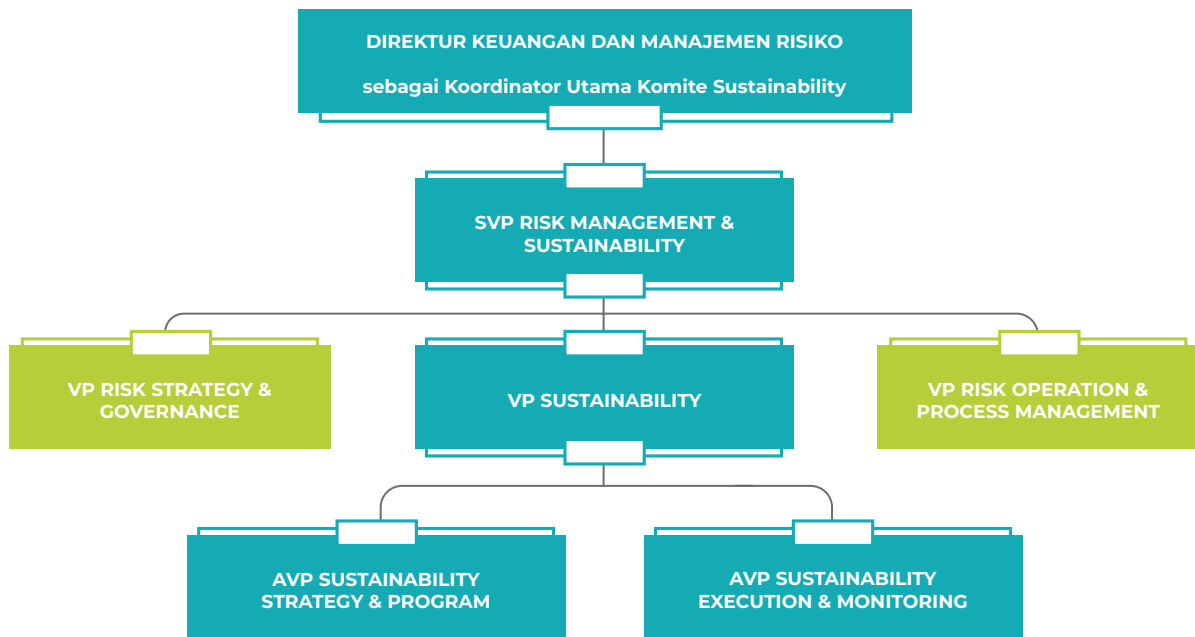 DIREKTUR KEUANGAN DAN MANAJEMEN RISIKO
sebagai Koordinator Utama Komite Sustainability
SVP RISK MANAGEMENT &
SUSTAINABILITY
VP RISK STRATEGY &
GOVERNANCE
VP SUSTAINABILITY
VP RISK OPERATION &
PROCESS MANAGEMENT
AVP SUSTAINABILITY
STRATEGY & PROGRAM
AVP SUSTAINABILITY
EXECUTION & MONITORING